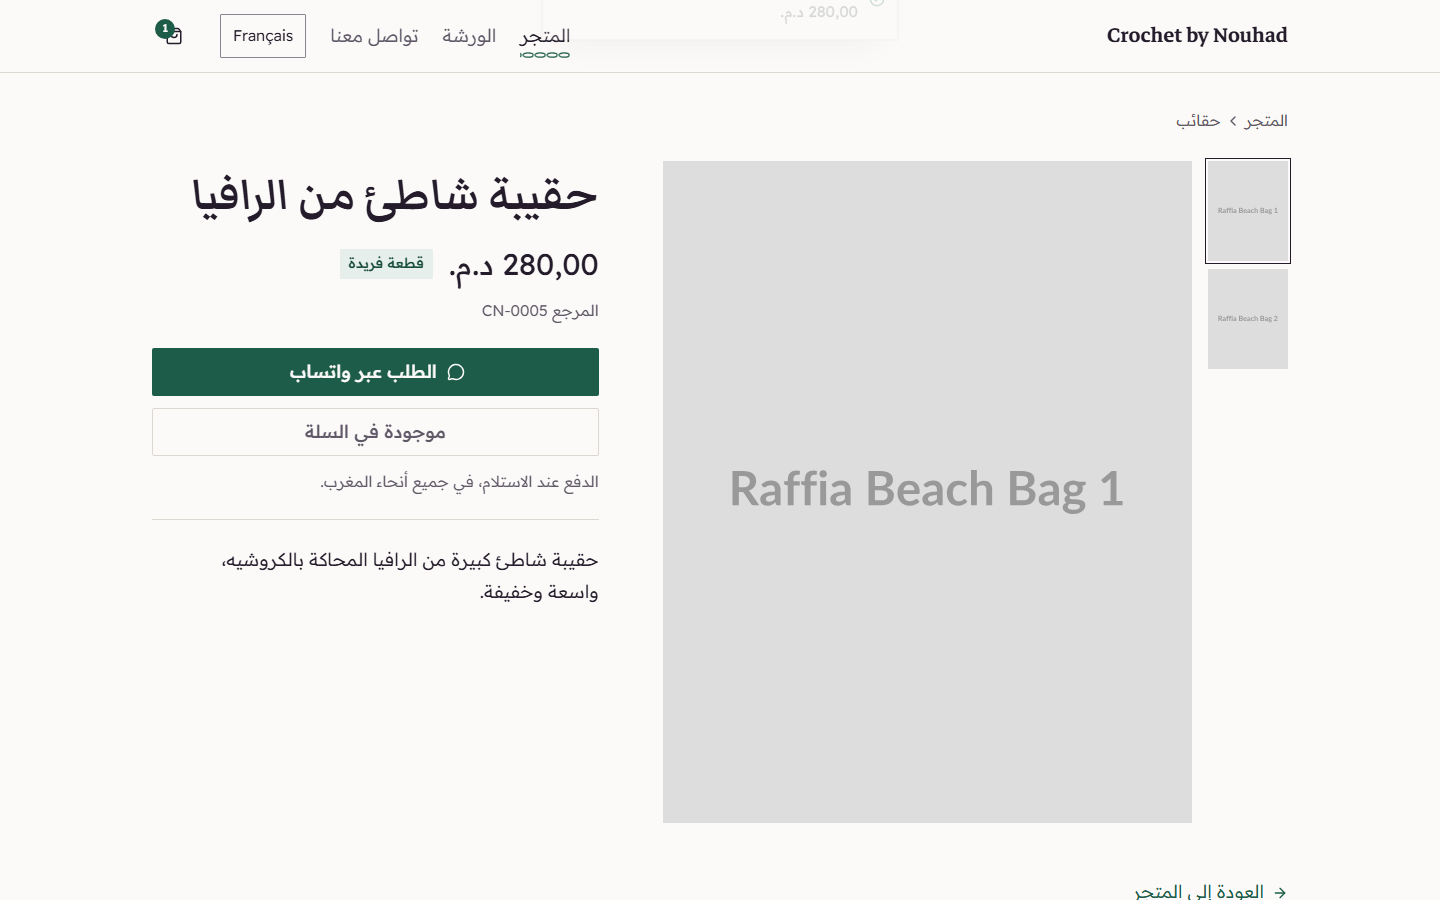 280,00 د.م.
Crochet by Nouhad
المتجر
الورشة
تواصل معنا
Français
1
المتجر › حقائب
Raffia Beach Bag 1
Raffia Beach Bag 2
Raffia Beach Bag 1
حقيبة شاطئ من الرافيا
280,00 د.م.
قطعة فريدة
المرجع CN-0005
الطلب عبر واتساب
موجودة في السلة
الدفع عند الاستلام، في جميع أنحاء المغرب.
حقيبة شاطئ كبيرة من الرافيا المحاكة بالكروشيه،
واسعة وخفيفة.
العودة إلى المتجر